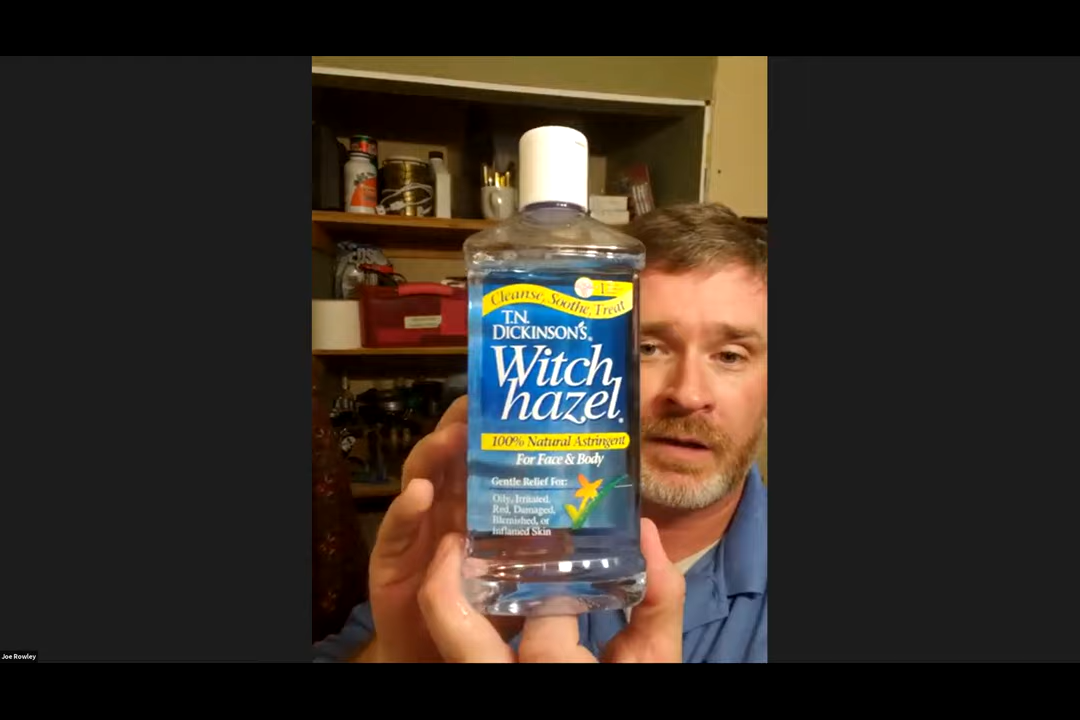 Cleanse, Soothe, Treat
T.N.
DICKINSON'S®
Witch
hazel®
100% Natural Astringent
For Face & Body
Gentle Relief For:
Oily, Irritated,
Red, Damaged,
Blemished, or
Inflamed Skin
Joe Rowley